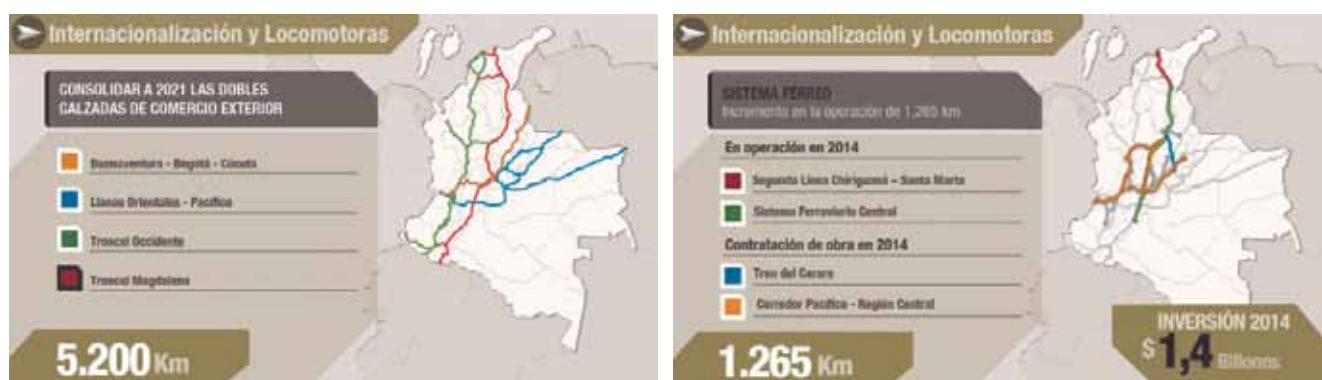 Internacionalización y Locomotoras
CONSOLIDAR A 2021 LAS DOBLES
CALZADAS DE COMERCIO EXTERIOR
Buenaventura - Bogotá - Cúcuta
Llanos Orientales - Pacífico
Troncal Occidente
Troncal Magdalena
5.200 Km
Internacionalización y Locomotoras
SISTEMA FÉRREO
Incremento en la operación de 1.265 km
En operación en 2014
Segunda Línea Chiriguaná - Santa Marta
Sistema Ferroviario Central
Contratación de obra en 2014
Tren del Carare
Corredor Pacífico - Región Central
1.265 Km
INVERSIÓN 2014
$ 1,4 Billones